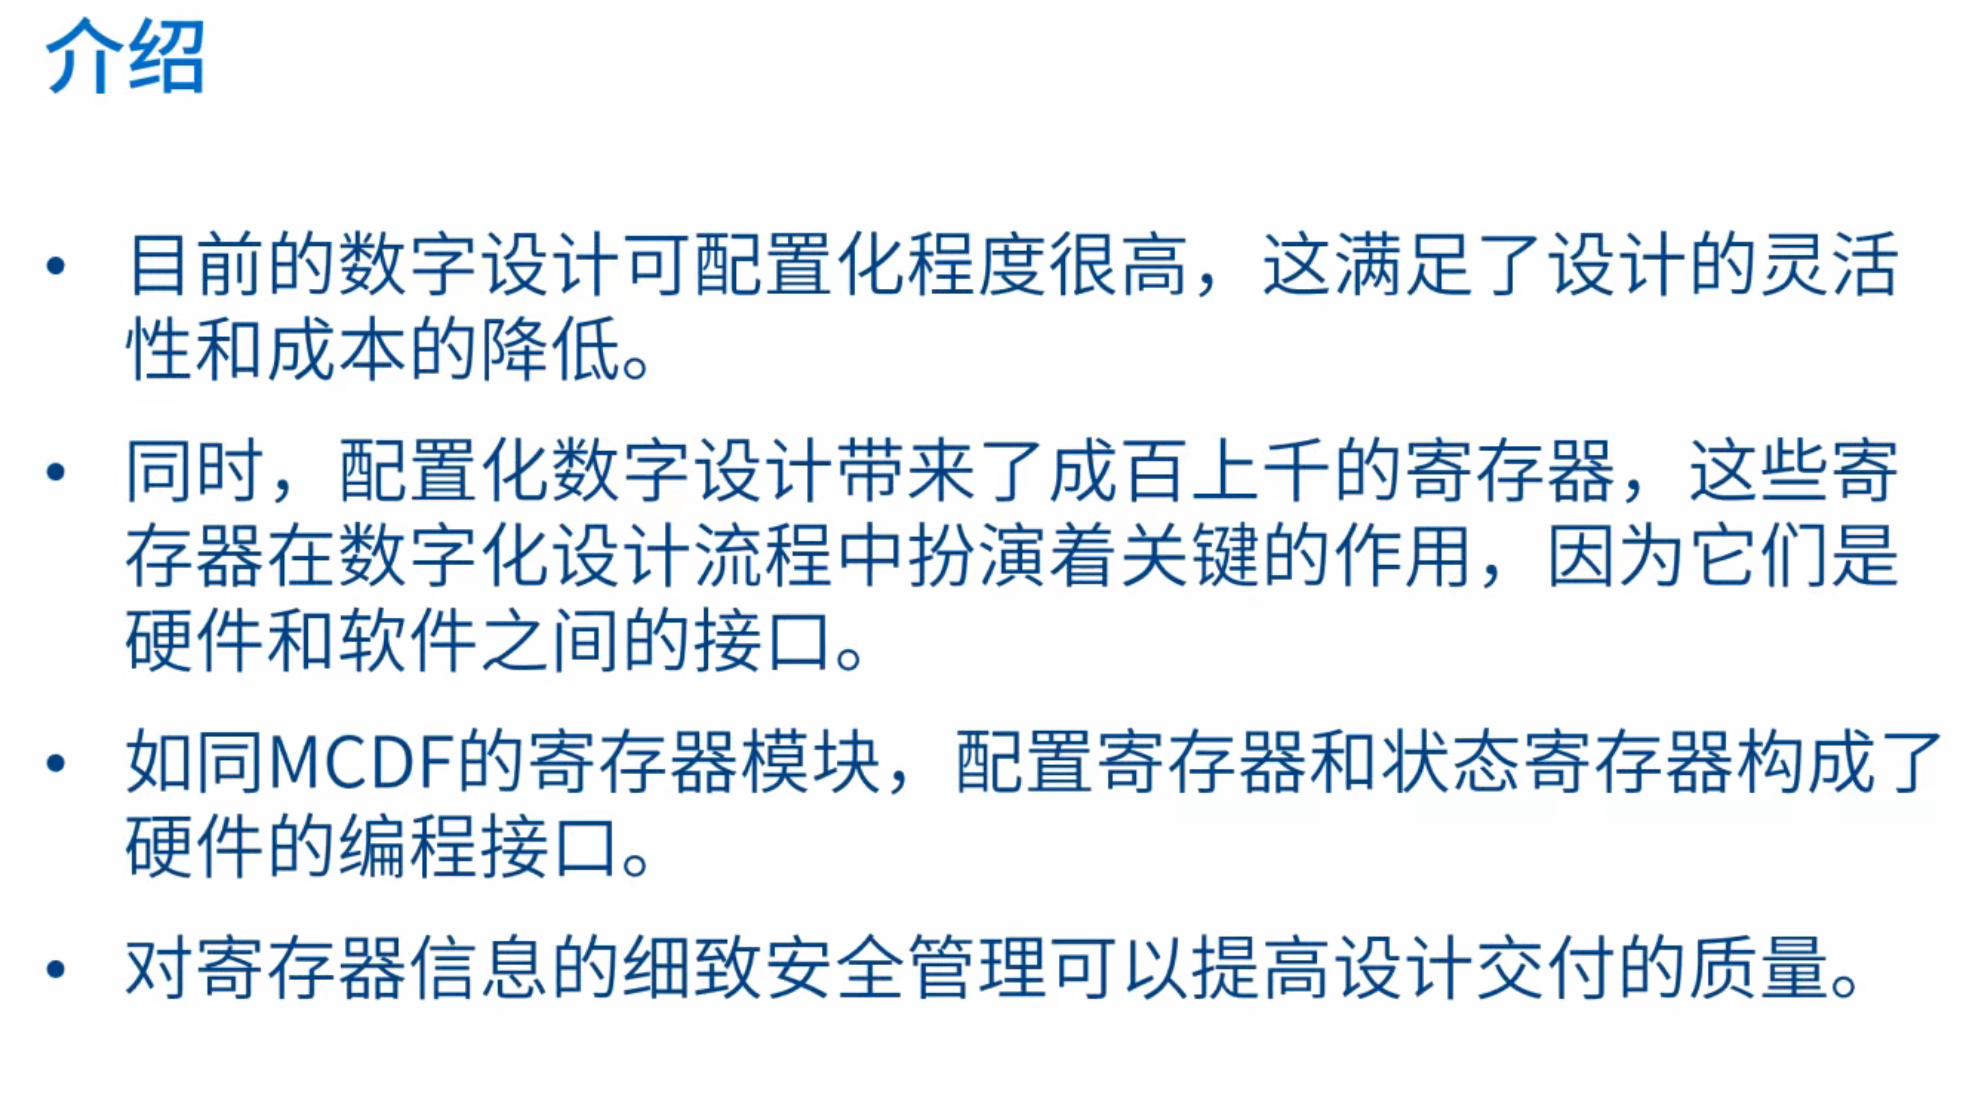 介绍
• 目前的数字设计可配置化程度很高，这满足了设计的灵活
性和成本的降低。
• 同时，配置化数字设计带来了成百上千的寄存器，这些寄
存器在数字化设计流程中扮演着关键的作用，因为它们是
硬件和软件之间的接口。
• 如同MCDF的寄存器模块，配置寄存器和状态寄存器构成了
硬件的编程接口。
• 对寄存器信息的细致安全管理可以提高设计交付的质量。